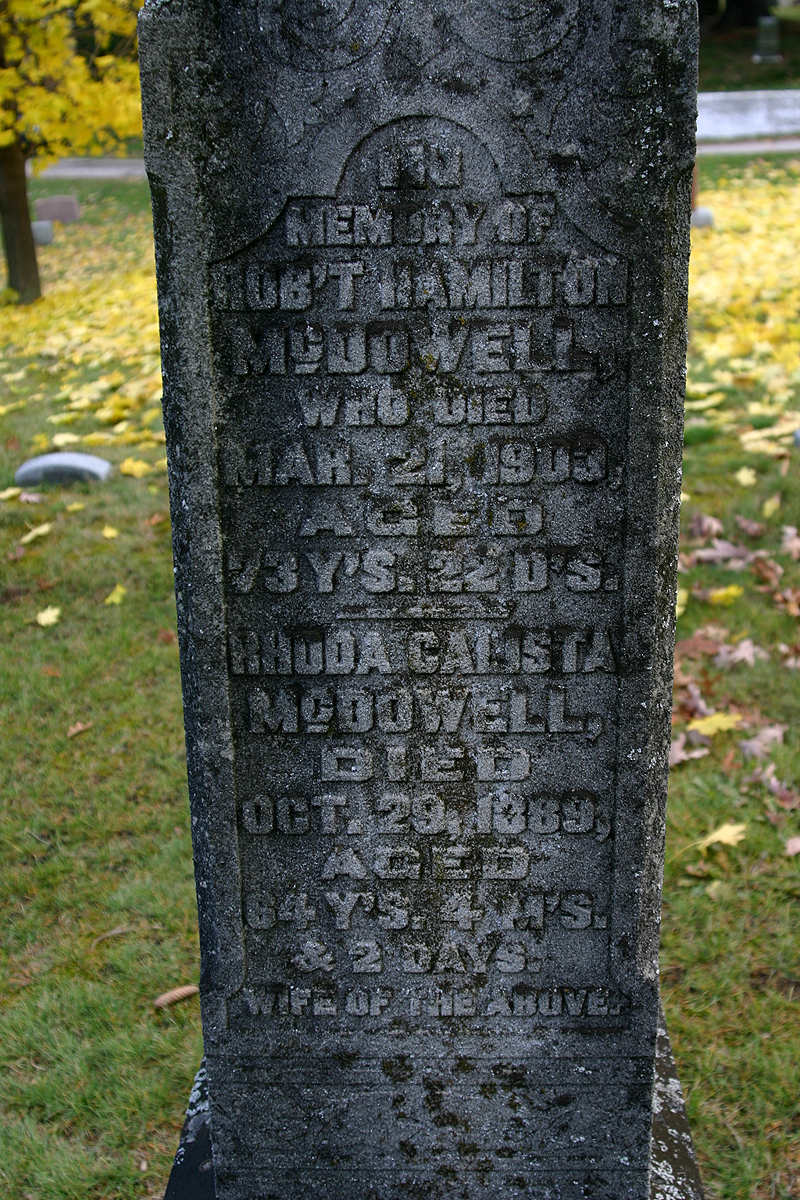 IN
MEMORY OF
ROB'T HAMILTON
McDOWELL,
WHO DIED
MAR. 21, 1903,
AGED
73 Y'S. 22 D'S.
RHODA CALISTA
McDOWELL,
DIED
OCT. 29, 1889,
AGED
64 Y'S. 4 M'S.
& 2 DAYS.
WIFE OF THE ABOVE.